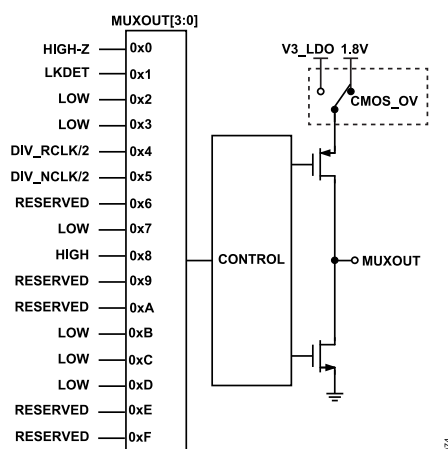 MUXOUT[3:0]
HIGH-Z 0x0
LKDET 0x1
LOW 0x2
LOW 0x3
DIV_RCLK/2 0x4
DIV_NCLK/2 0x5
RESERVED 0x6
LOW 0x7
HIGH 0x8
RESERVED 0x9
RESERVED 0xA
LOW 0xB
LOW 0xC
LOW 0xD
RESERVED 0xE
RESERVED 0xF
CONTROL
V3_LDO 1.8V
CMOS_OV
MUXOUT